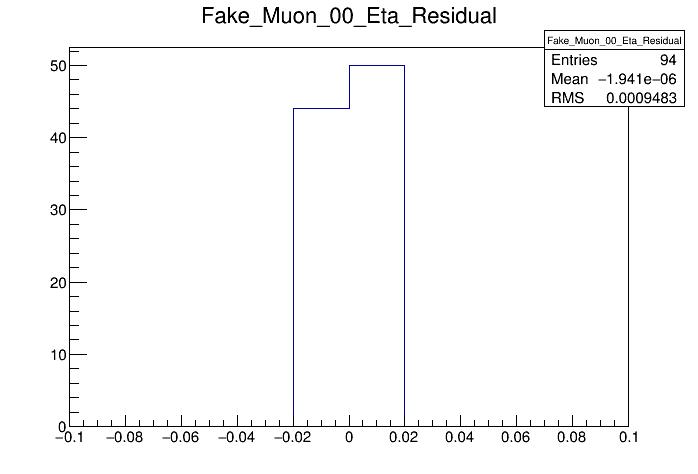 Fake_Muon_00_Eta_Residual
Fake_Muon_00_Eta_Residual
Entries 94
Mean −1.941e−06
RMS 0.0009483
50
40
30
20
10
0
−0.1 −0.08 −0.06 −0.04 −0.02 0 0.02 0.04 0.06 0.08 0.1